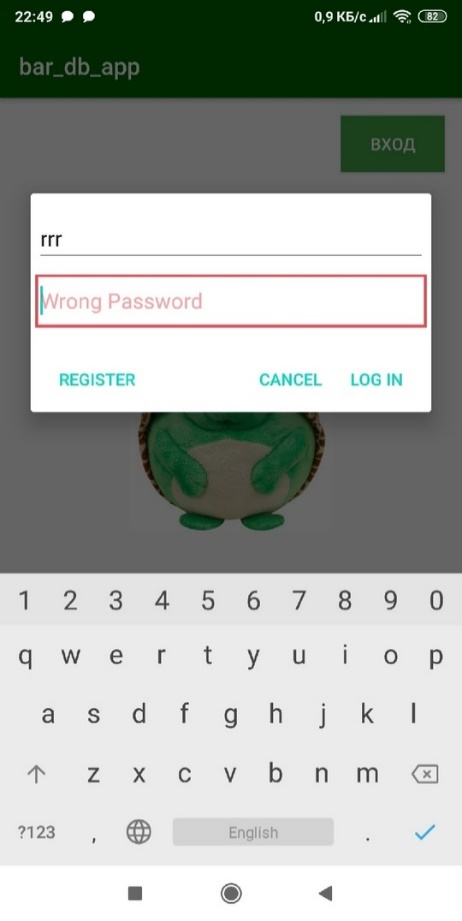 22:49 0,9 КБ/с 82
bar_db_app
ВХОД
rrr
Wrong Password
REGISTER CANCEL LOG IN
1 2 3 4 5 6 7 8 9 0
q w e r t y u i o p
a s d f g h j k l
z x c v b n m
?123 , English .